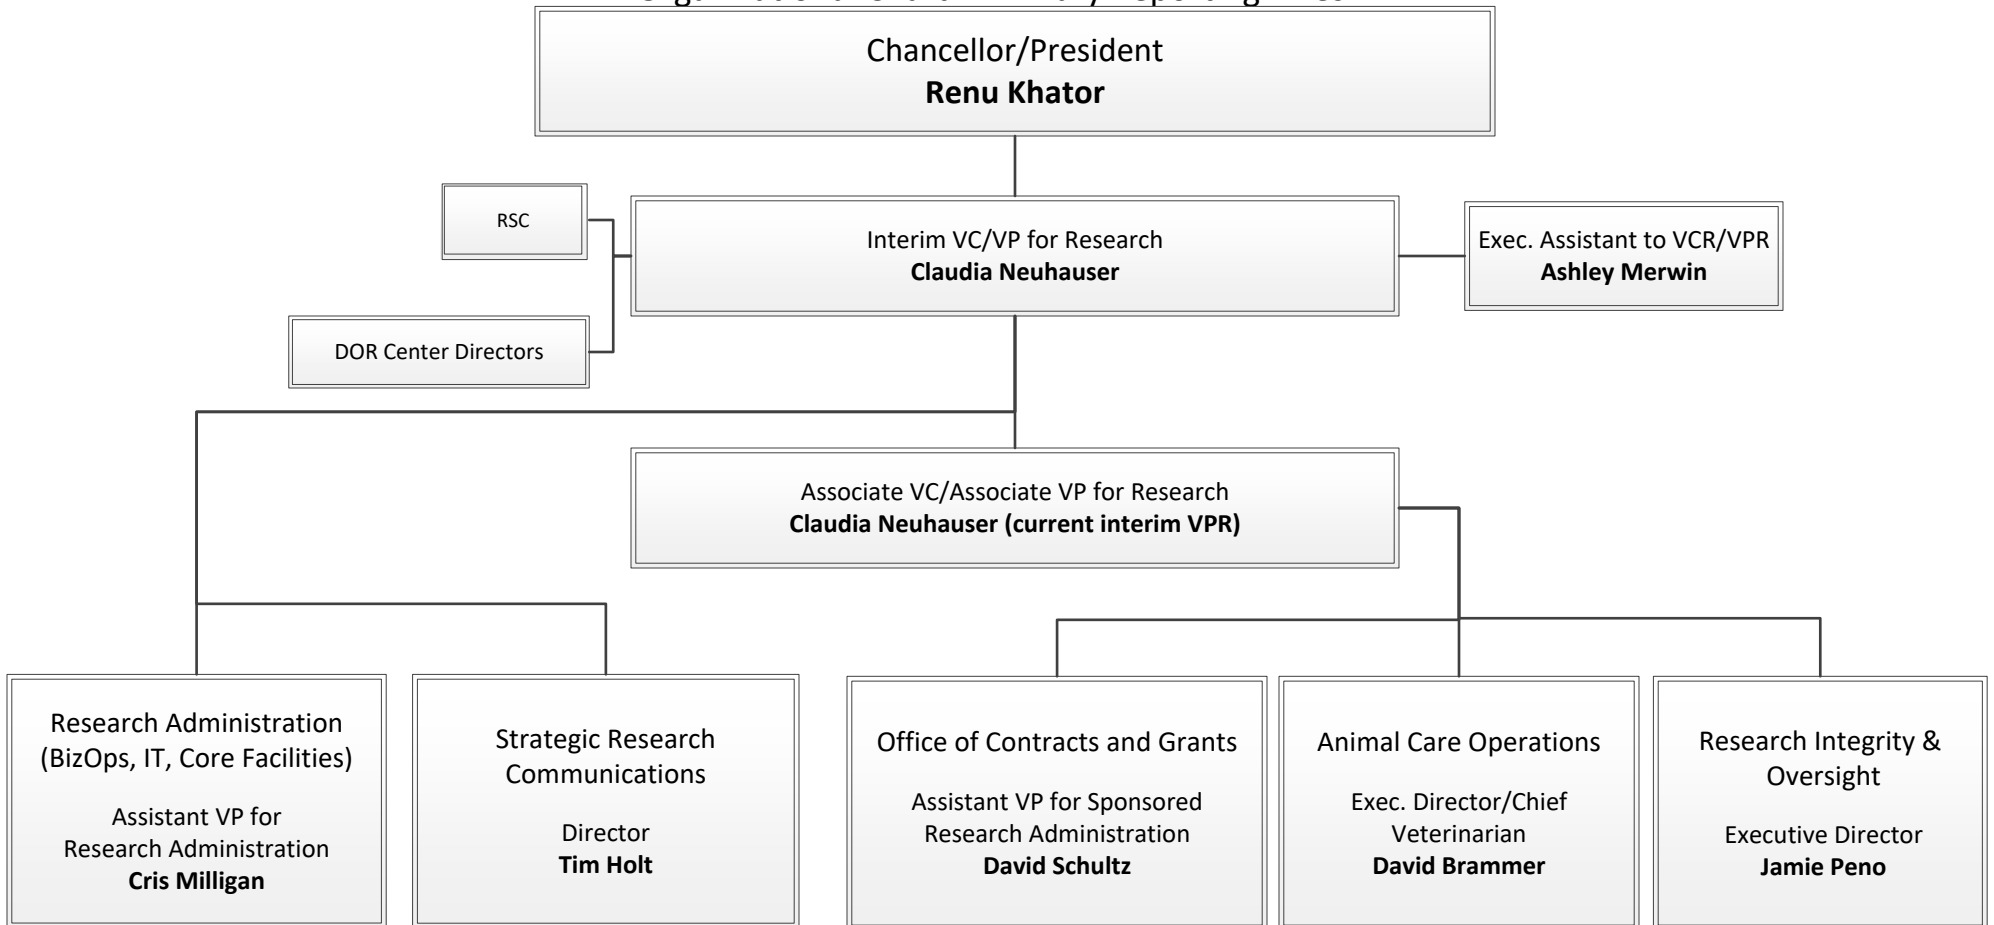 Chancellor/President
Renu Khator
RSC
Interim VC/VP for Research
Claudia Neuhauser
Exec. Assistant to VCR/VPR
Ashley Merwin
DOR Center Directors
Associate VC/Associate VP for Research
Claudia Neuhauser (current interim VPR)
Research Administration
(BizOps, IT, Core Facilities)
Assistant VP for
Research Administration
Cris Milligan
Strategic Research
Communications
Director
Tim Holt
Office of Contracts and Grants
Assistant VP for Sponsored
Research Administration
David Schultz
Animal Care Operations
Exec. Director/Chief
Veterinarian
David Brammer
Research Integrity &
Oversight
Executive Director
Jamie Peno